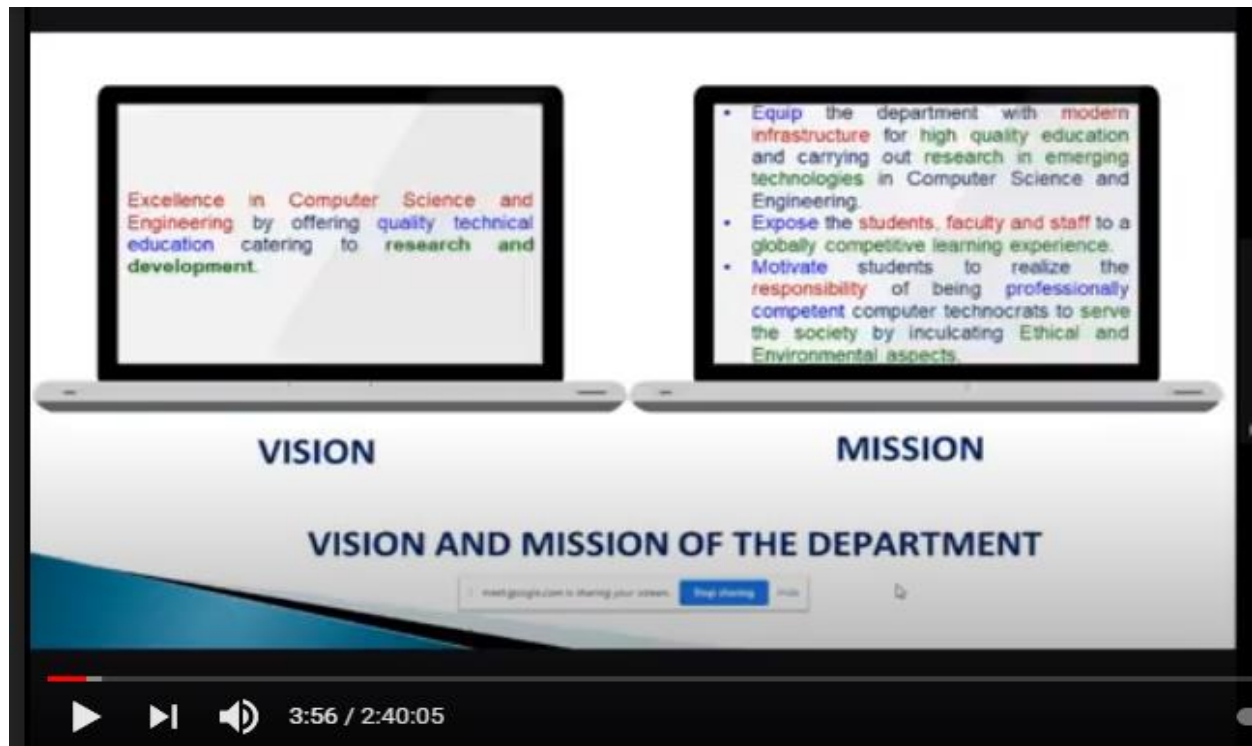 Excellence in Computer Science and
Engineering by offering quality technical
education catering to research and
development.
• Equip the department with modern
infrastructure for high quality education
and carrying out research in emerging
technologies in Computer Science and
Engineering.
• Expose the students, faculty and staff to a
globally competitive learning experience.
• Motivate students to realize the
responsibility of being professionally
competent computer technocrats to serve
the society by inculcating Ethical and
Environmental aspects.
VISION
MISSION
VISION AND MISSION OF THE DEPARTMENT
meet.google.com is sharing your screen. Stop sharing Hide
3:56 / 2:40:05